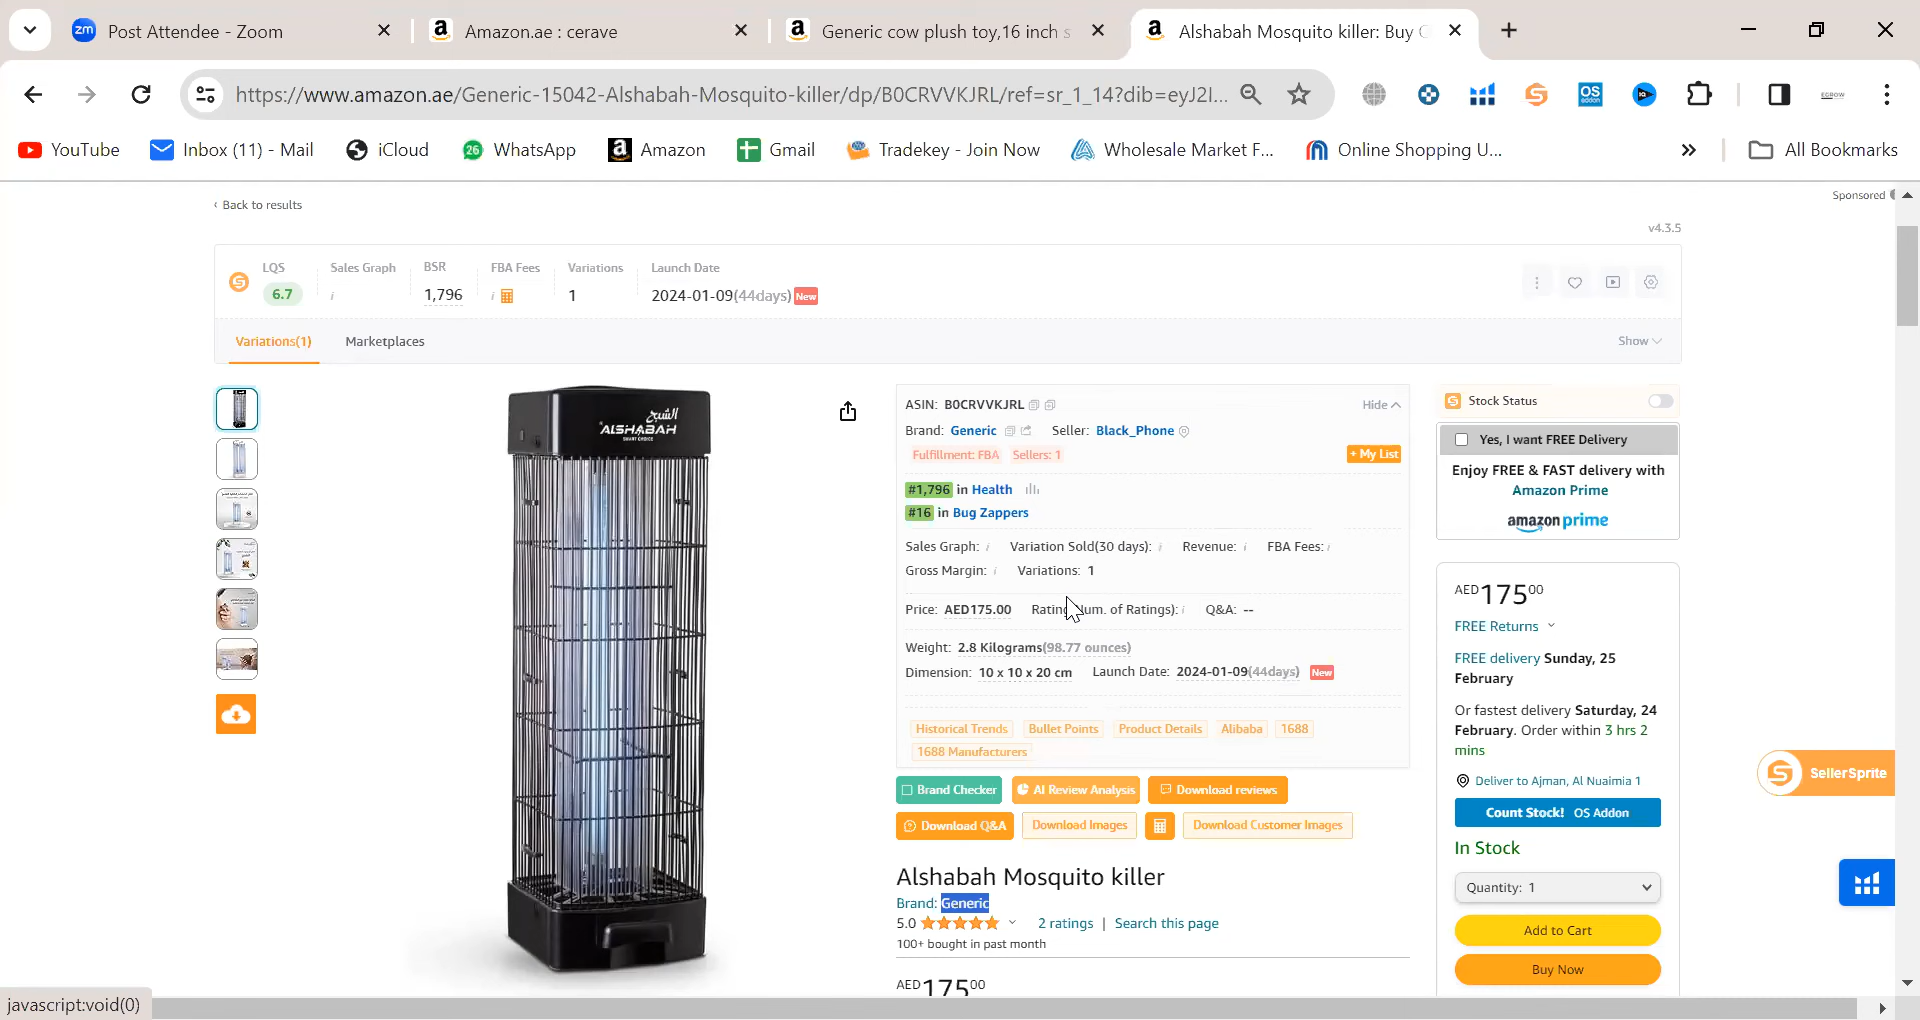 Post Attendee - Zoom
Amazon.ae : cerave
Generic cow plush toy,16 inch s
Alshabah Mosquito killer: Buy
https://www.amazon.ae/Generic-15042-Alshabah-Mosquito-killer/dp/B0CRVVKJRL/ref=sr_1_14?dib=eyJ2I...
YouTube
Inbox (11) - Mail
iCloud
26
WhatsApp
Amazon
Gmail
Tradekey - Join Now
Wholesale Market F...
Online Shopping U...
All Bookmarks
‹ Back to results
Sponsored
v4.3.5
LQS
Sales Graph
BSR
FBA Fees
Variations
Launch Date
6.7
i
1,796
i
1
2024-01-09(44days) New
Variations(1)
Marketplaces
Show
الشبح
ALSHABAH
SMART CHOICE
ASIN: B0CRVVKJRL
Hide
Brand: Generic
Seller: Black_Phone
Fulfillment: FBA
Sellers: 1
+ My List
#1,796 in Health
#16 in Bug Zappers
Sales Graph: i Variation Sold(30 days): i Revenue: i FBA Fees: i
Gross Margin: i Variations: 1
Price: AED175.00
um. of Ratings): i Q&A: --
Weight: 2.8 Kilograms(98.77 ounces)
Dimension: 10 x 10 x 20 cm Launch Date: 2024-01-09(44days) New
Historical Trends
Bullet Points
Product Details
Alibaba
1688
1688 Manufacturers
Brand Checker
AI Review Analysis
Download reviews
Download Q&A
Download Images
Download Customer Images
Alshabah Mosquito killer
Brand: Generic
5.0
2 ratings | Search this page
100+ bought in past month
AED 175 00
Stock Status
Yes, I want FREE Delivery
Enjoy FREE & FAST delivery with
Amazon Prime
amazon prime
AED 175 00
FREE Returns
FREE delivery Sunday, 25
February
Or fastest delivery Saturday, 24
February. Order within 3 hrs 2
mins
Deliver to Ajman, Al Nuaimia 1
Count Stock! OS Addon
In Stock
Quantity: 1
Add to Cart
Buy Now
SellerSprite
javascript:void(0)